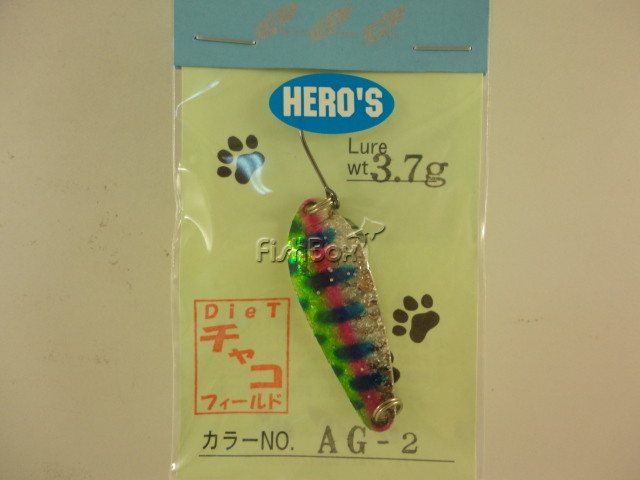 HERO'S
Lure
wt 3.7g
FishBox
DieT
チャコ
フィールド
カラーNO. AG-2